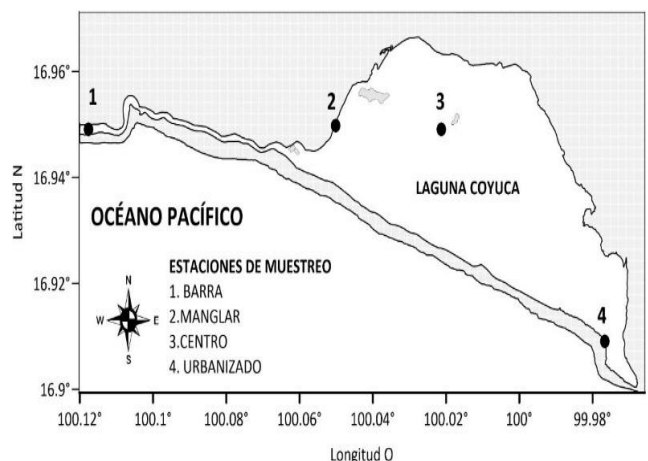 16.96°
16.94°
16.92°
16.9°
Latitud N
1
2
3
LAGUNA COYUCA
OCÉANO PACÍFICO
ESTACIONES DE MUESTREO
1. BARRA
2.MANGLAR
3.CENTRO
4. URBANIZADO
N
W E
S
4
100.12° 100.1° 100.08° 100.06° 100.04° 100.02° 100° 99.98°
Longitud O